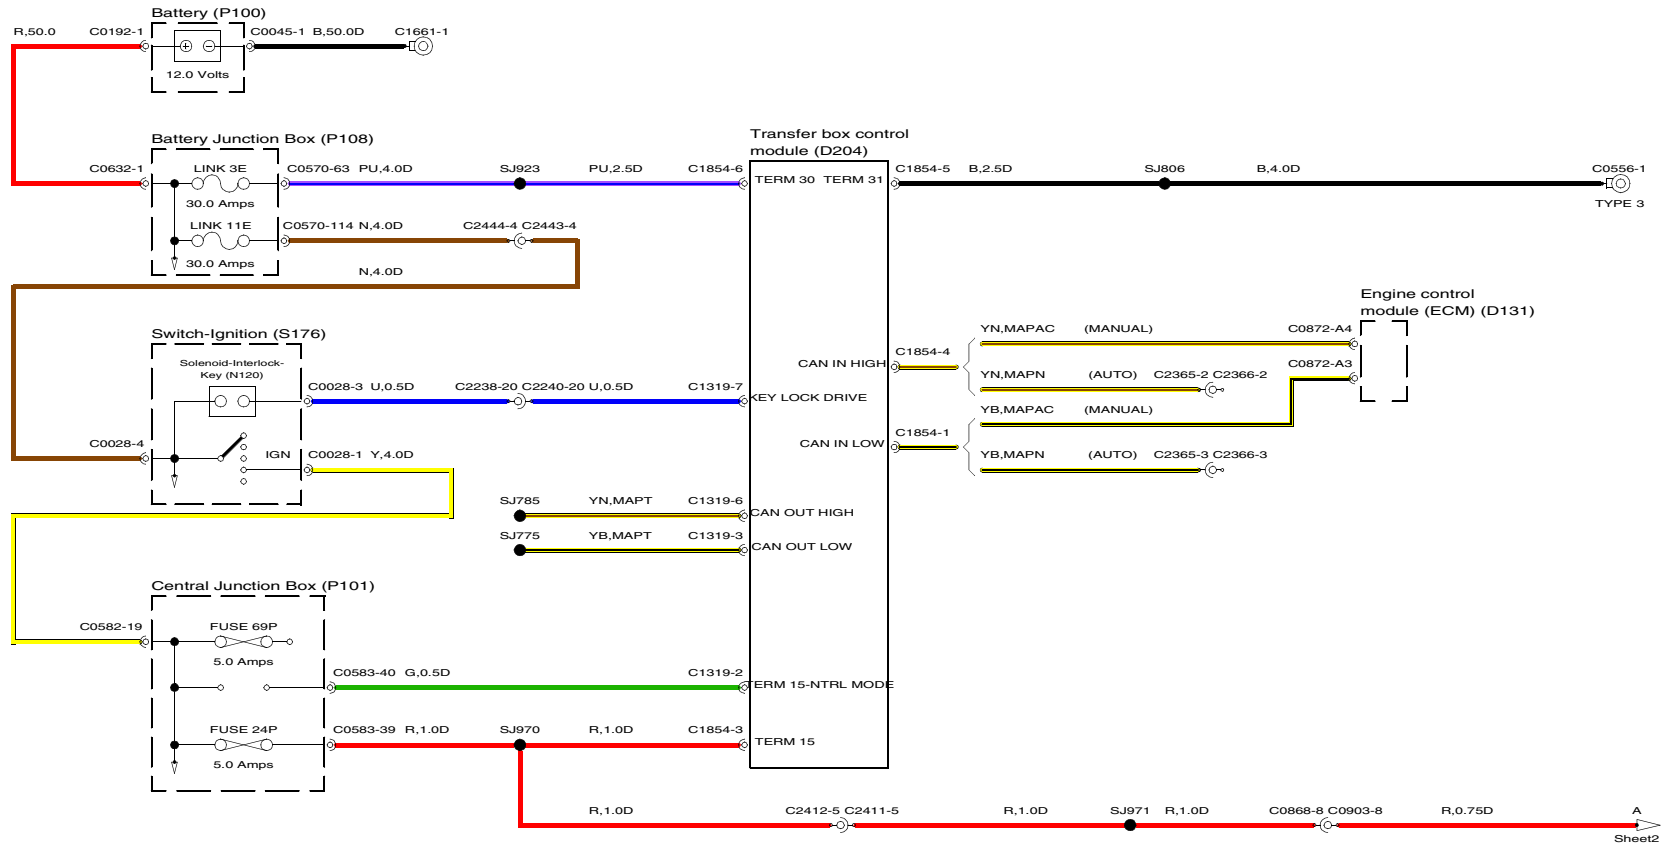 Battery (P100)
R,50.0 C0192-1 C0045-1 B,50.0D C1661-1
12.0 Volts
Battery Junction Box (P108)
Transfer box control
module (D204)
C0632-1 LINK 3E C0570-63 PU,4.0D SJ923 PU,2.5D C1854-6 C1854-5 B,2.5D SJ806 B,4.0D C0556-1
TERM 30 TERM 31
30.0 Amps TYPE 3
LINK 11E C0570-114 N,4.0D C2444-4 C2443-4
30.0 Amps
N,4.0D
Engine control
module (ECM) (D131)
Switch-Ignition (S176)
YN,MAPAC (MANUAL) C0872-A4
Solenoid-Interlock-
Key (N120)
C1854-4
CAN IN HIGH C0872-A3
YN,MAPN (AUTO) C2365-2 C2366-2
C0028-3 U,0.5D C2238-20 C2240-20 U,0.5D C1319-7
KEY LOCK DRIVE
YB,MAPAC (MANUAL)
C1854-1
C0028-4 CAN IN LOW
IGN C0028-1 Y,4.0D
YB,MAPN (AUTO) C2365-3 C2366-3
SJ785 YN,MAPT C1319-6
CAN OUT HIGH
SJ775 YB,MAPT C1319-3
CAN OUT LOW
Central Junction Box (P101)
C0582-19 FUSE 69P
5.0 Amps
C0583-40 G,0.5D C1319-2
TERM 15-NTRL MODE
FUSE 24P C0583-39 R,1.0D SJ970 R,1.0D C1854-3
TERM 15
5.0 Amps
R,1.0D C2412-5 C2411-5 R,1.0D SJ971 R,1.0D C0868-8 C0903-8 R,0.75D A
Sheet2